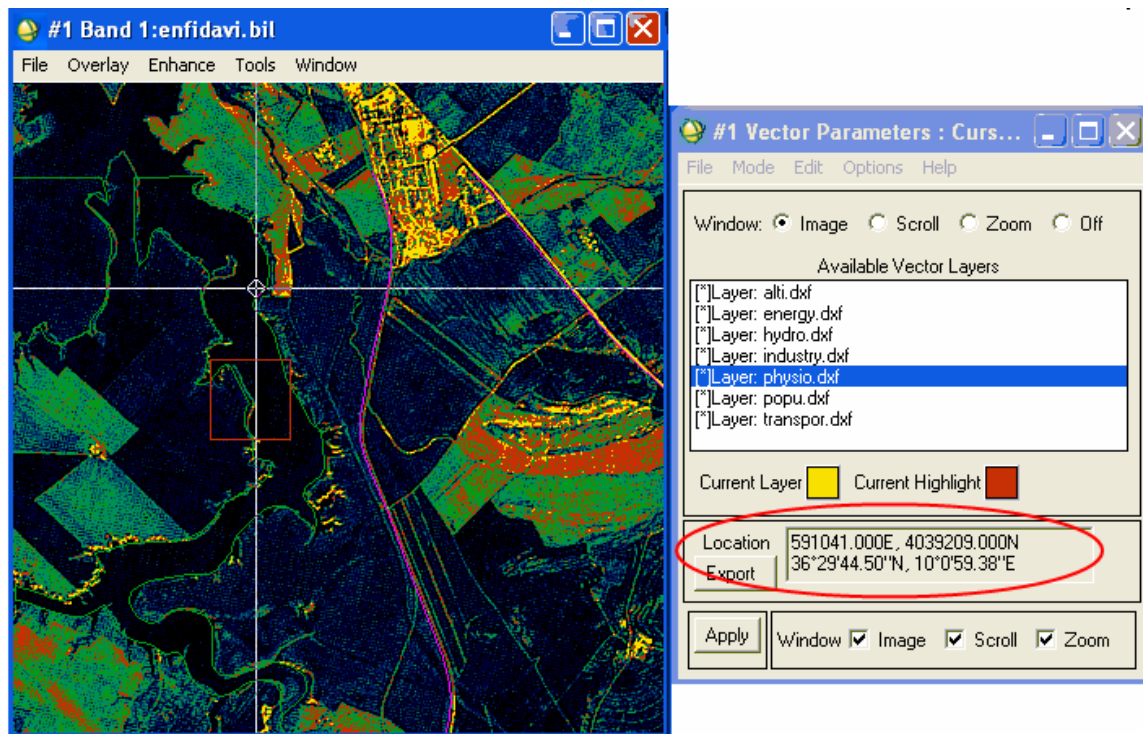 #1 Band 1:enfidavi.bil
File Overlay Enhance Tools Window
#1 Vector Parameters : Curs...
File Mode Edit Options Help
Window: Image Scroll Zoom Off
Available Vector Layers
[*]Layer: alti.dxf
[*]Layer: energy.dxf
[*]Layer: hydro.dxf
[*]Layer: industry.dxf
[*]Layer: physio.dxf
[*]Layer: popu.dxf
[*]Layer: transpor.dxf
Current Layer Current Highlight
Location 591041.000E, 4039209.000N
Export 36°29'44.50"N, 10°0'59.38"E
Apply Window Image Scroll Zoom